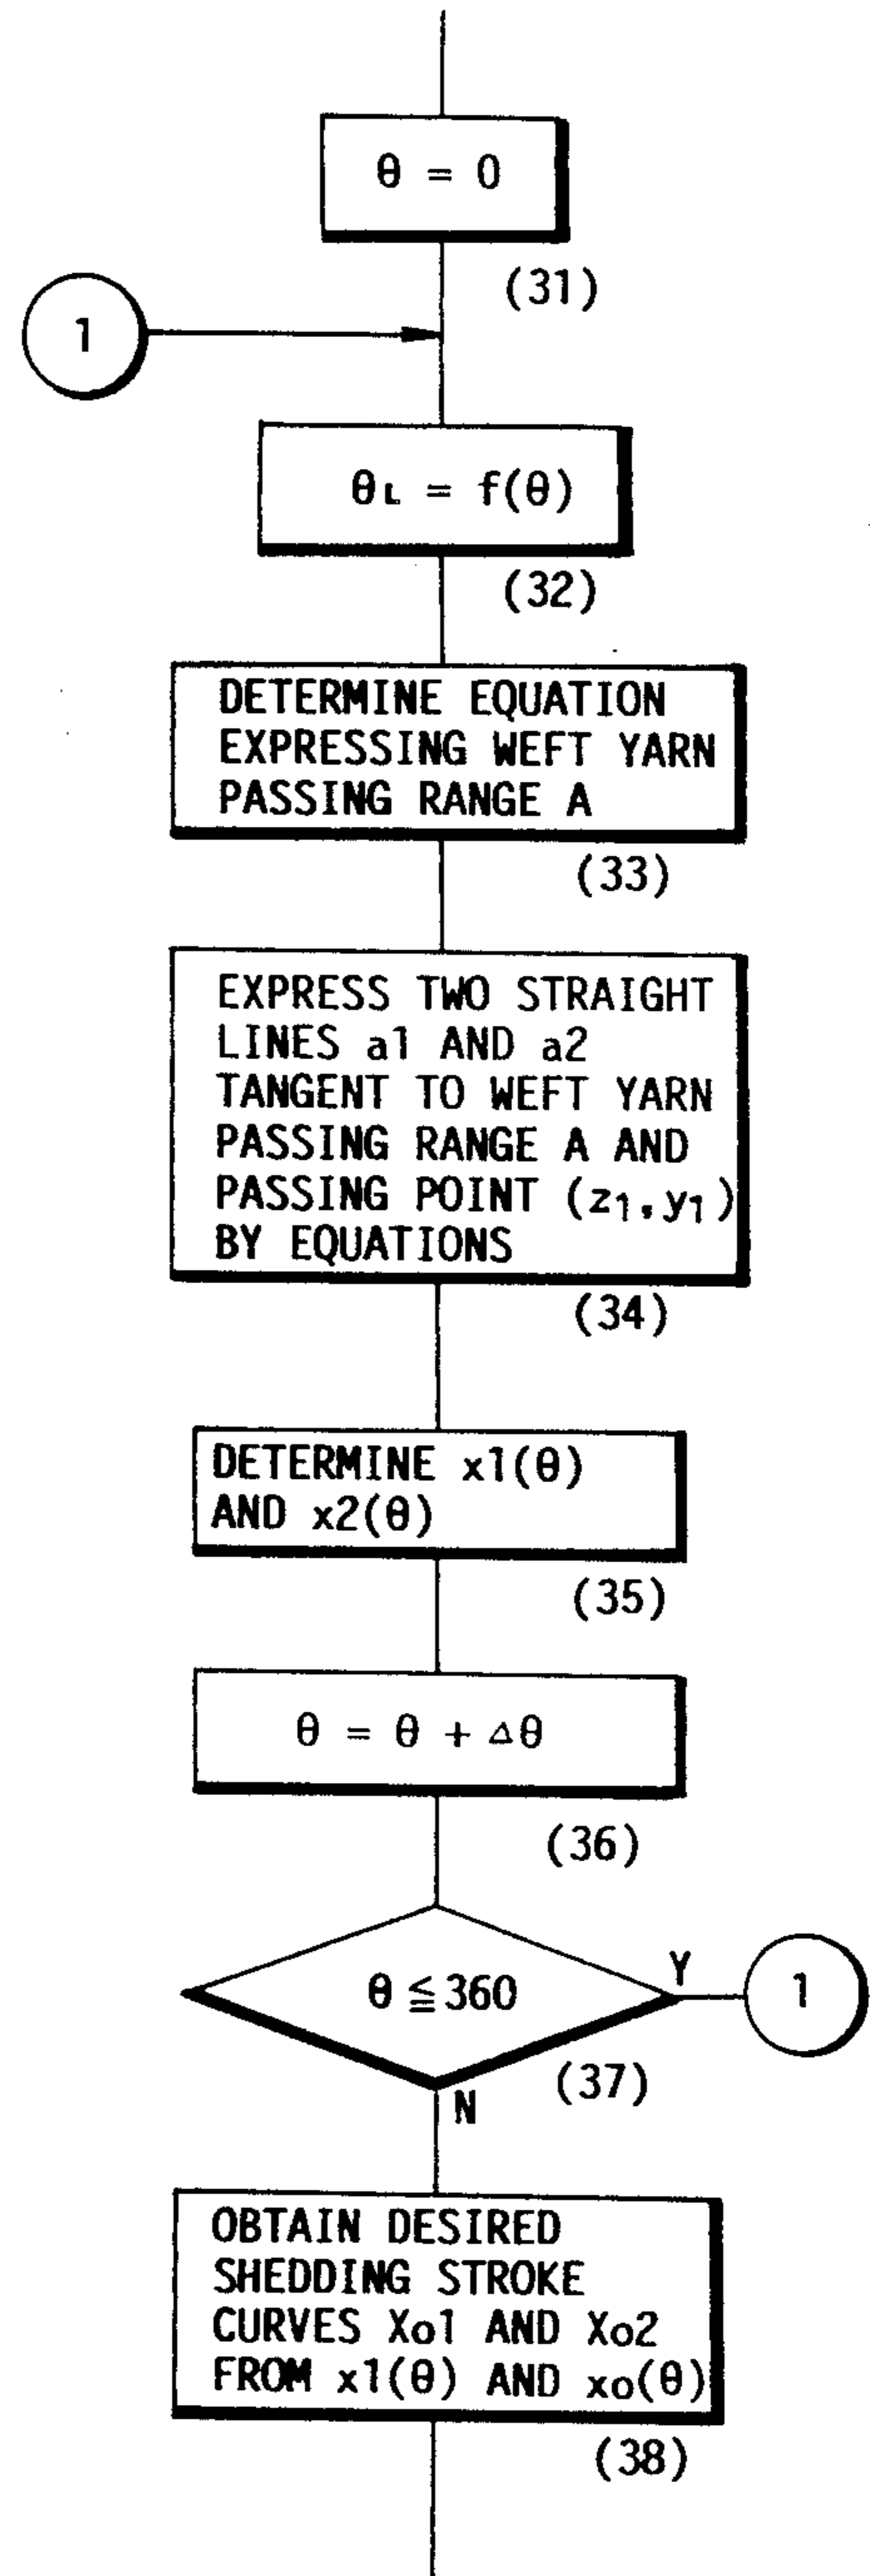 θ = 0
(31)
1
θL = f(θ)
(32)
DETERMINE EQUATION
EXPRESSING WEFT YARN
PASSING RANGE A
(33)
EXPRESS TWO STRAIGHT
LINES a1 AND a2
TANGENT TO WEFT YARN
PASSING RANGE A AND
PASSING POINT (z1,y1)
BY EQUATIONS
(34)
DETERMINE x1(θ)
AND x2(θ)
(35)
θ = θ + Δθ
(36)
θ ≦ 360
Y
1
(37)
N
OBTAIN DESIRED
SHEDDING STROKE
CURVES Xo1 AND Xo2
FROM x1(θ) AND xo(θ)
(38)